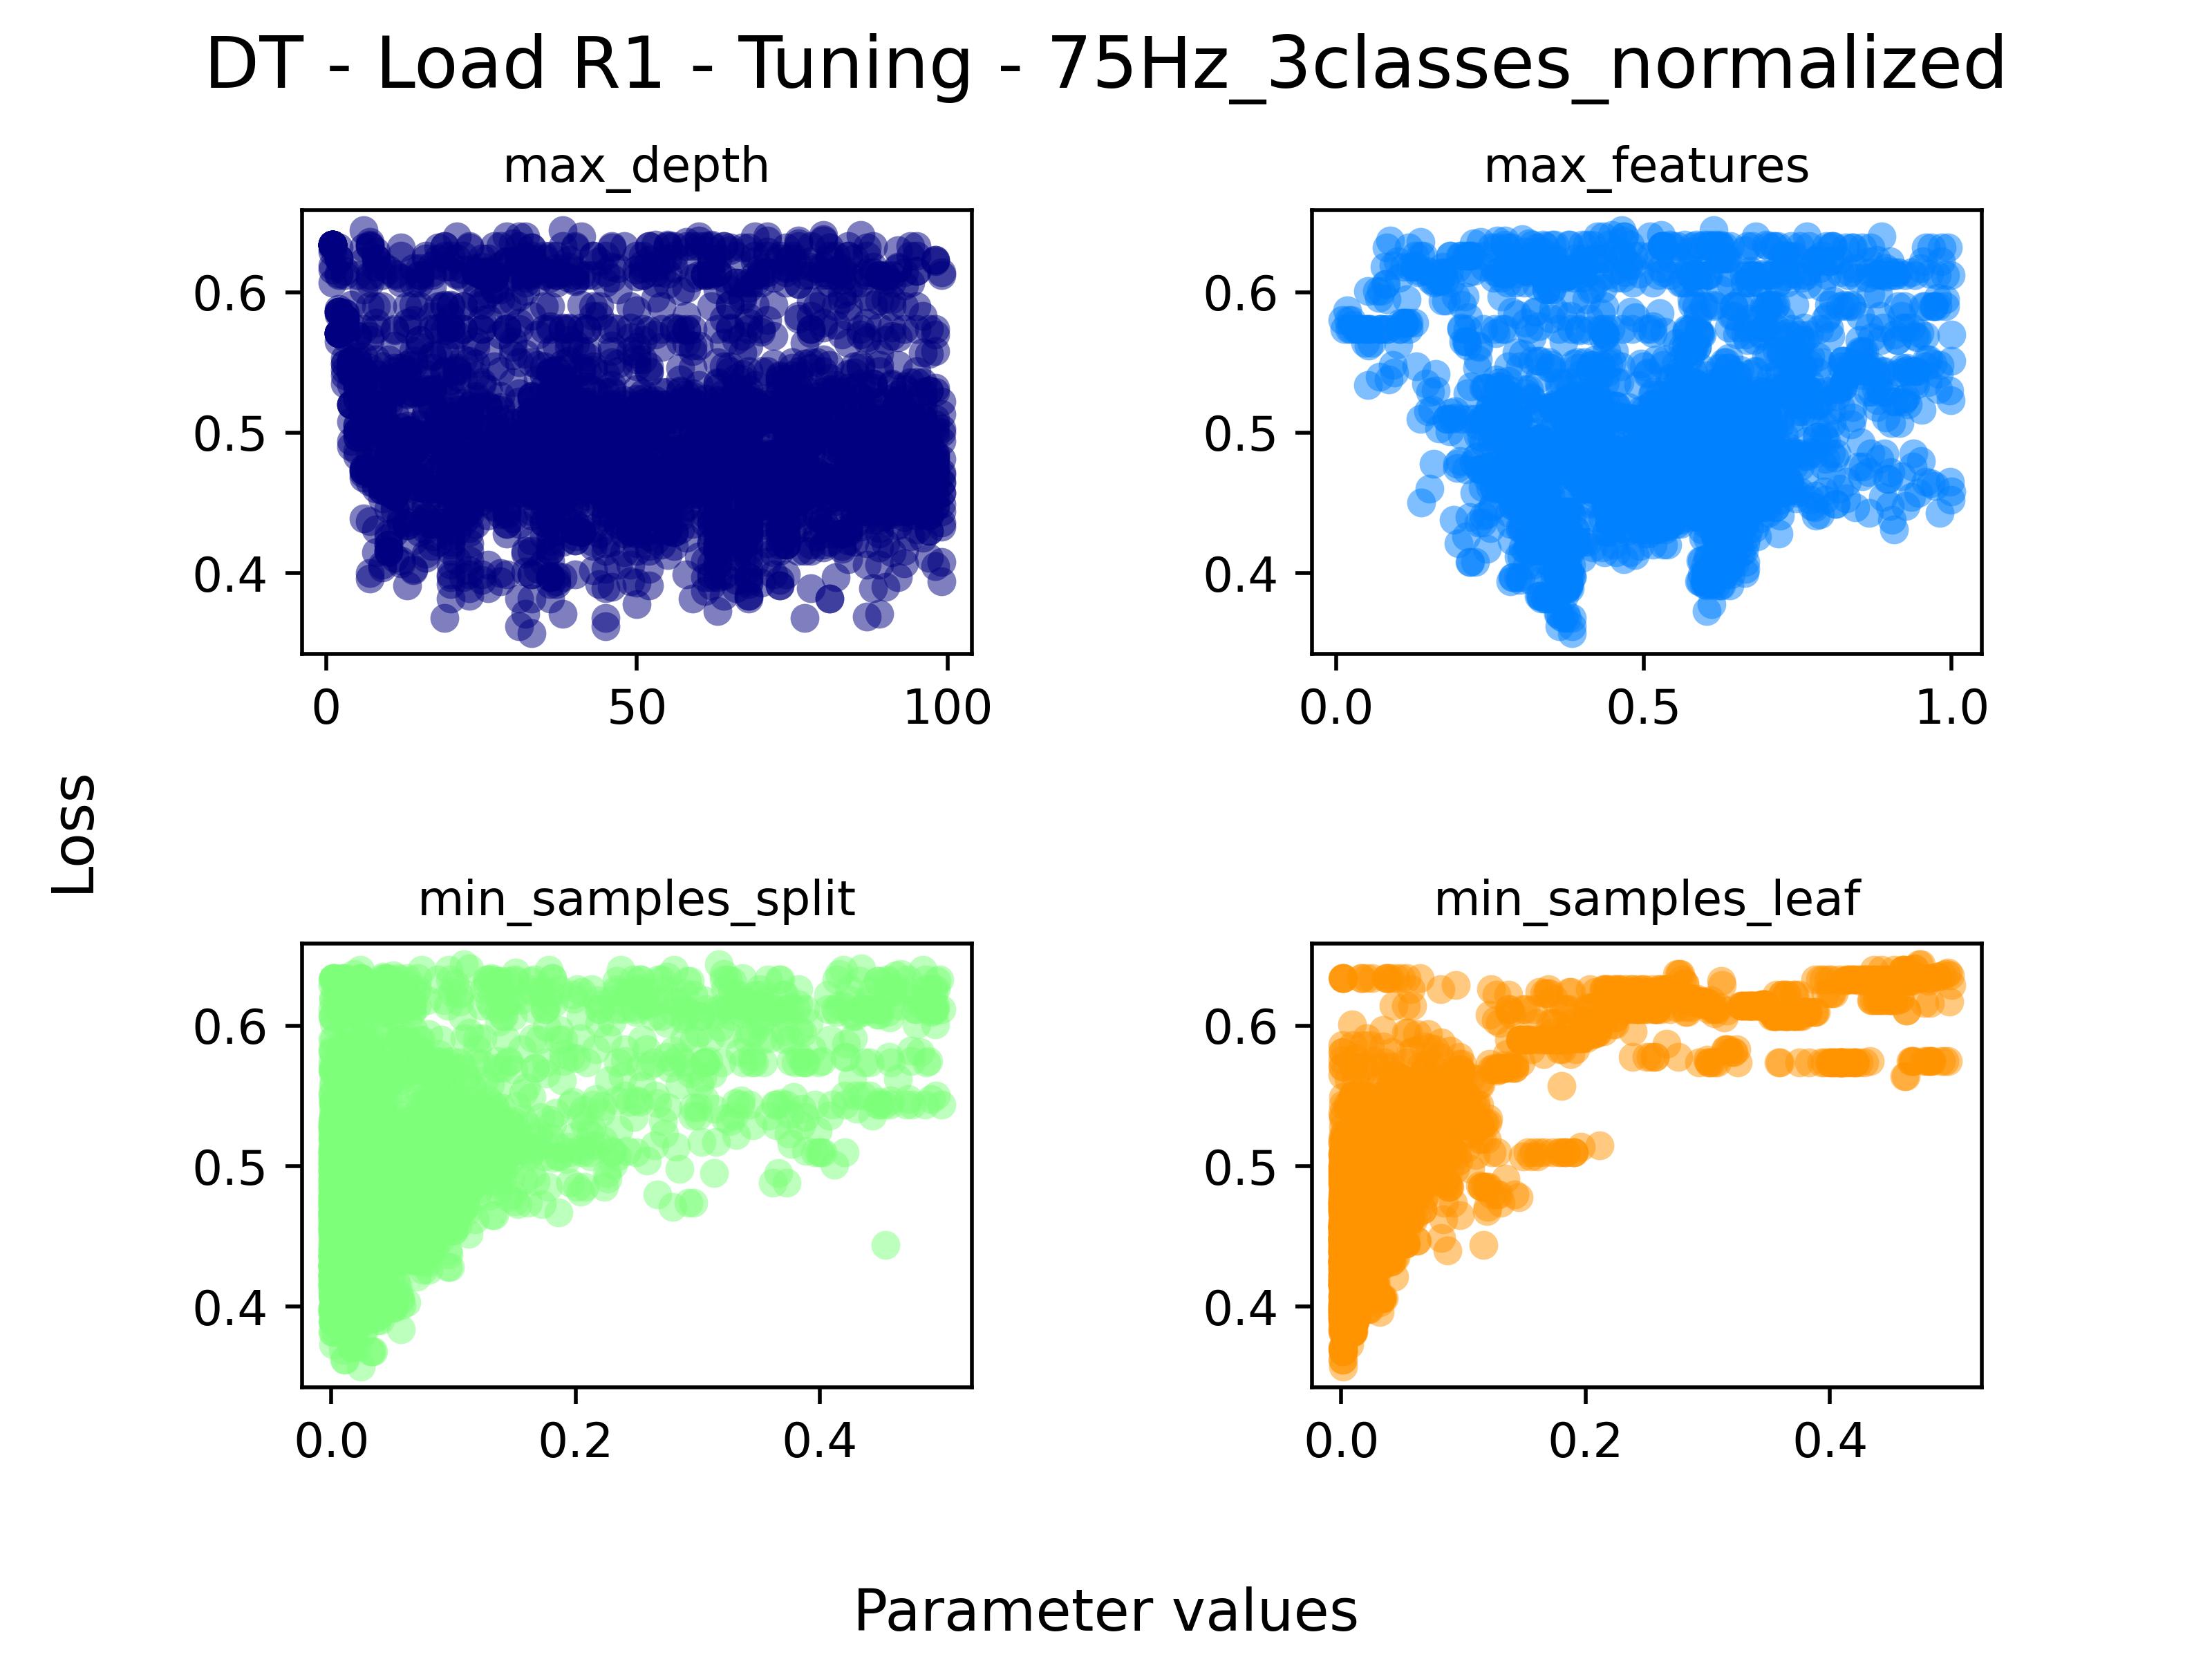 DT - Load R1 - Tuning - 75Hz_3classes_normalized
max_depth
0.6
0.5
0.4
0 50 100
max_features
0.6
0.5
0.4
0.0 0.5 1.0
Loss
min_samples_split
0.6
0.5
0.4
0.0 0.2 0.4
min_samples_leaf
0.6
0.5
0.4
0.0 0.2 0.4
Parameter values